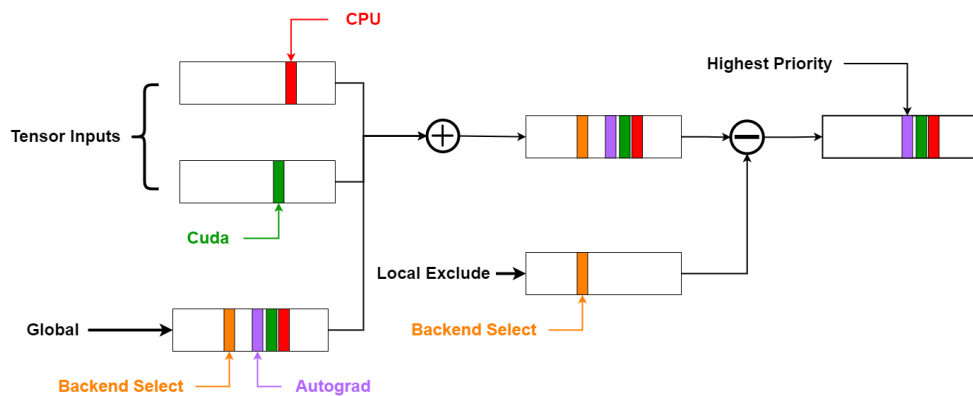 CPU
Highest Priority
Tensor Inputs
Cuda
Local Exclude
Global
Backend Select
Backend Select
Autograd